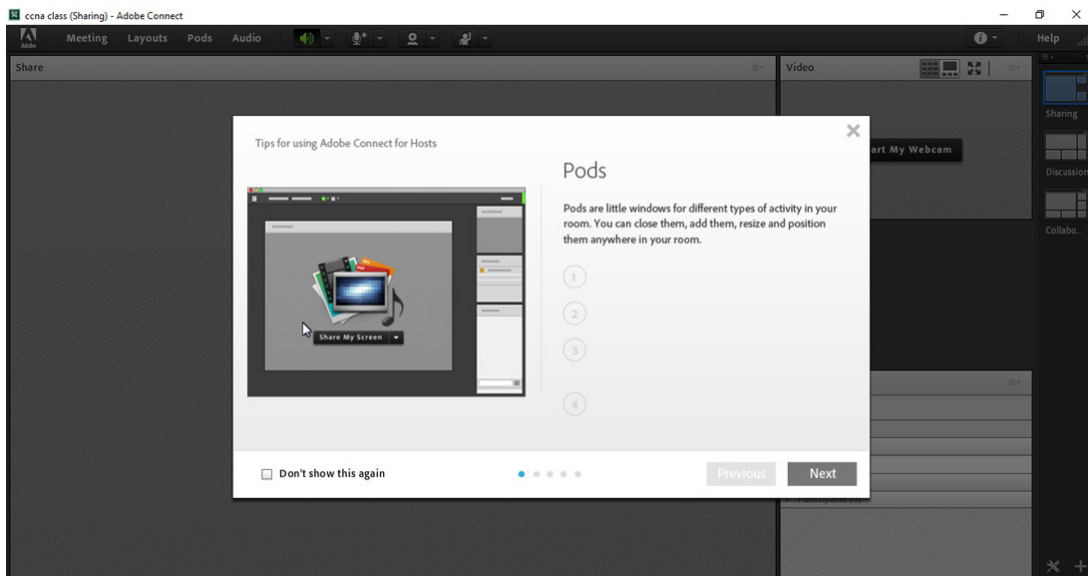 ccna class (Sharing) - Adobe Connect
Adobe
Meeting Layouts Pods Audio
Help
Share
Video
Sharing
Discussion
Collabo...
art My Webcam
Tips for using Adobe Connect for Hosts
Share My Screen
Pods
Pods are little windows for different types of activity in your
room. You can close them, add them, resize and position
them anywhere in your room.
1
2
3
4
Don't show this again
Previous
Next
Participants (0)